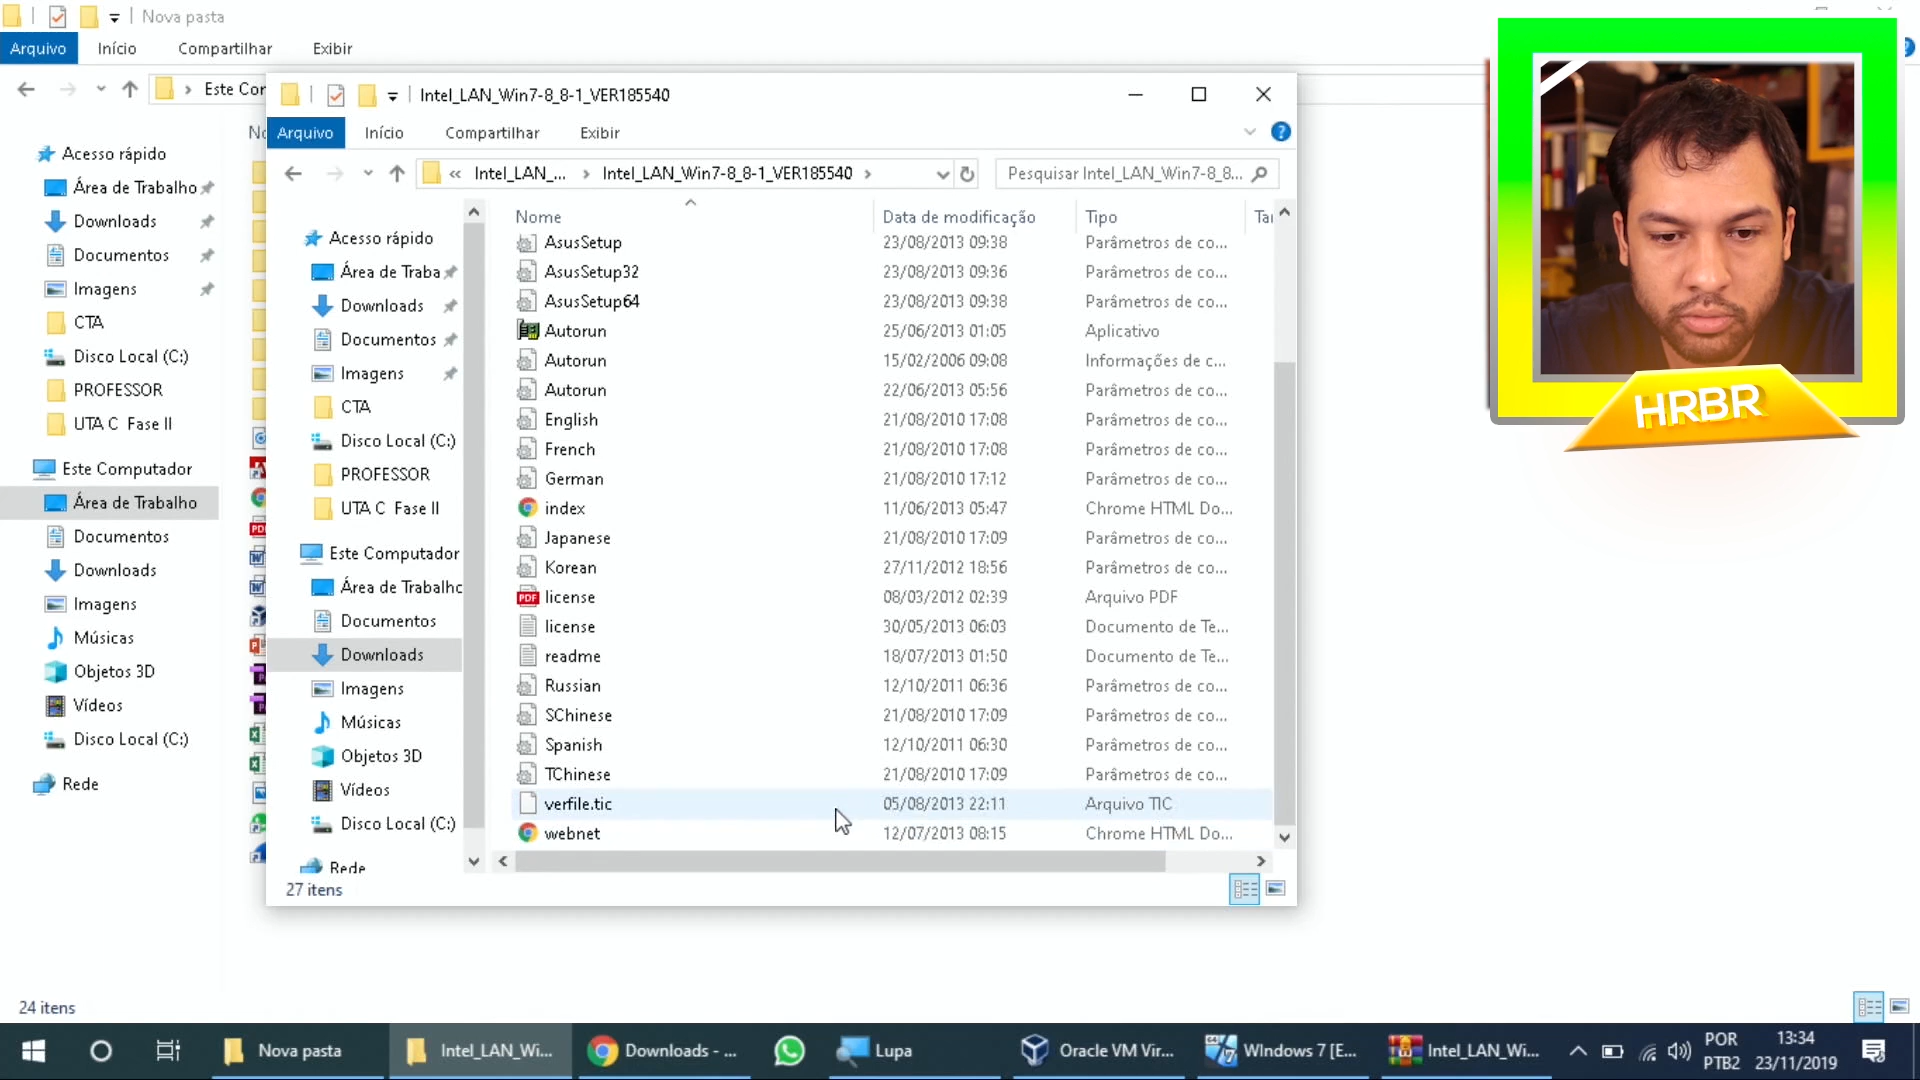 Nova pasta
Arquivo Início Compartilhar Exibir
Este Cor
Acesso rápido
Área de Trabalho
Downloads
Documentos
Imagens
CTA
Disco Local (C:)
PROFESSOR
UTA C Fase II
Este Computador
Área de Trabalho
Documentos
Downloads
Imagens
Músicas
Objetos 3D
Vídeos
Disco Local (C:)
Rede
24 itens
Intel_LAN_Win7-8_8-1_VER185540
Arquivo Início Compartilhar Exibir
« Intel_LAN_... › Intel_LAN_Win7-8_8-1_VER185540 ›
Pesquisar Intel_LAN_Win7-8_8...
Acesso rápido
Área de Traba
Downloads
Documentos
Imagens
CTA
Disco Local (C:)
PROFESSOR
UTA C Fase II
Este Computador
Área de Trabalho
Documentos
Downloads
Imagens
Músicas
Objetos 3D
Vídeos
Disco Local (C:)
Rede
Nome Data de modificação Tipo Tar
AsusSetup 23/08/2013 09:38 Parâmetros de co...
AsusSetup32 23/08/2013 09:36 Parâmetros de co...
AsusSetup64 23/08/2013 09:38 Parâmetros de co...
Autorun 25/06/2013 01:05 Aplicativo
Autorun 15/02/2006 09:08 Informações de c...
Autorun 22/06/2013 05:56 Parâmetros de co...
English 21/08/2010 17:08 Parâmetros de co...
French 21/08/2010 17:08 Parâmetros de co...
German 21/08/2010 17:12 Parâmetros de co...
index 11/06/2013 05:47 Chrome HTML Do...
Japanese 21/08/2010 17:09 Parâmetros de co...
Korean 27/11/2012 18:56 Parâmetros de co...
license 08/03/2012 02:39 Arquivo PDF
license 30/05/2013 06:03 Documento de Te...
readme 18/07/2013 01:50 Documento de Te...
Russian 12/10/2011 06:36 Parâmetros de co...
SChinese 21/08/2010 17:09 Parâmetros de co...
Spanish 12/10/2011 06:30 Parâmetros de co...
TChinese 21/08/2010 17:09 Parâmetros de co...
verfile.tic 05/08/2013 22:11 Arquivo TIC
webnet 12/07/2013 08:15 Chrome HTML Do...
27 itens
HRBR
Nova pasta
Intel_LAN_Wi...
Downloads - ...
Lupa
Oracle VM Vir...
WIndows 7 [E...
Intel_LAN_Wi...
POR
PTB2
13:34
23/11/2019